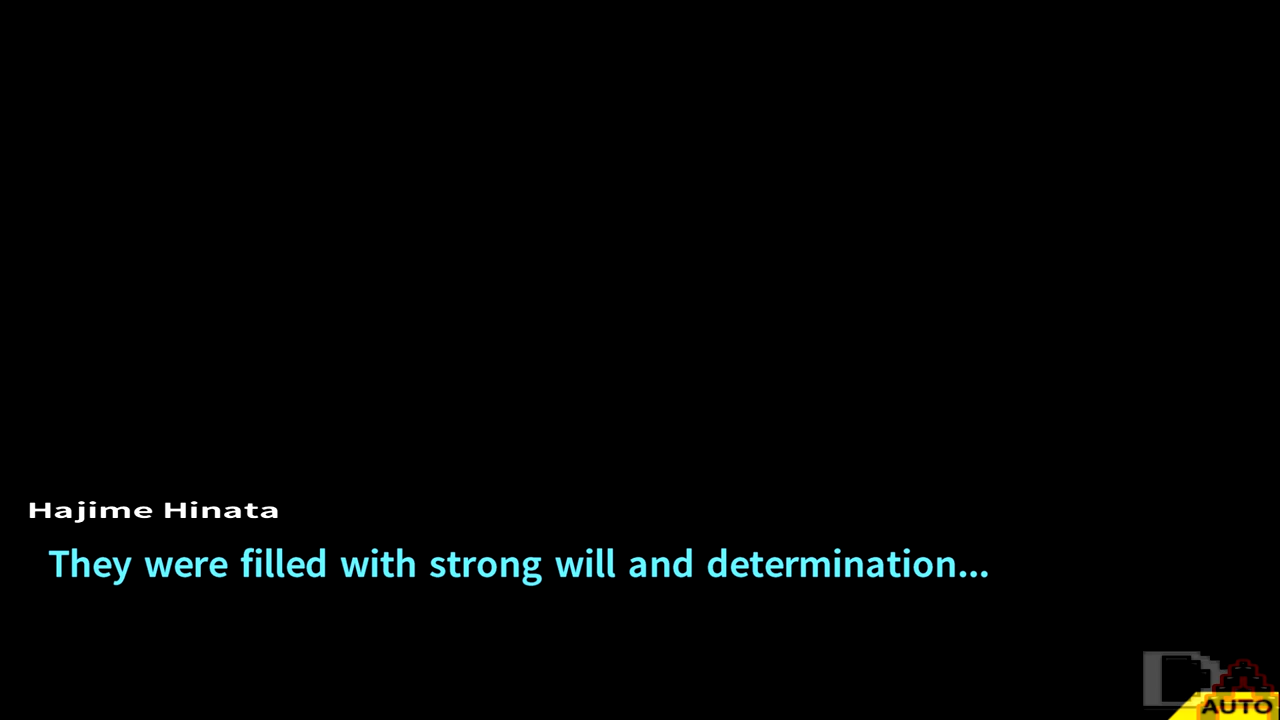 Hajime Hinata
They were filled with strong will and determination...
AUTO